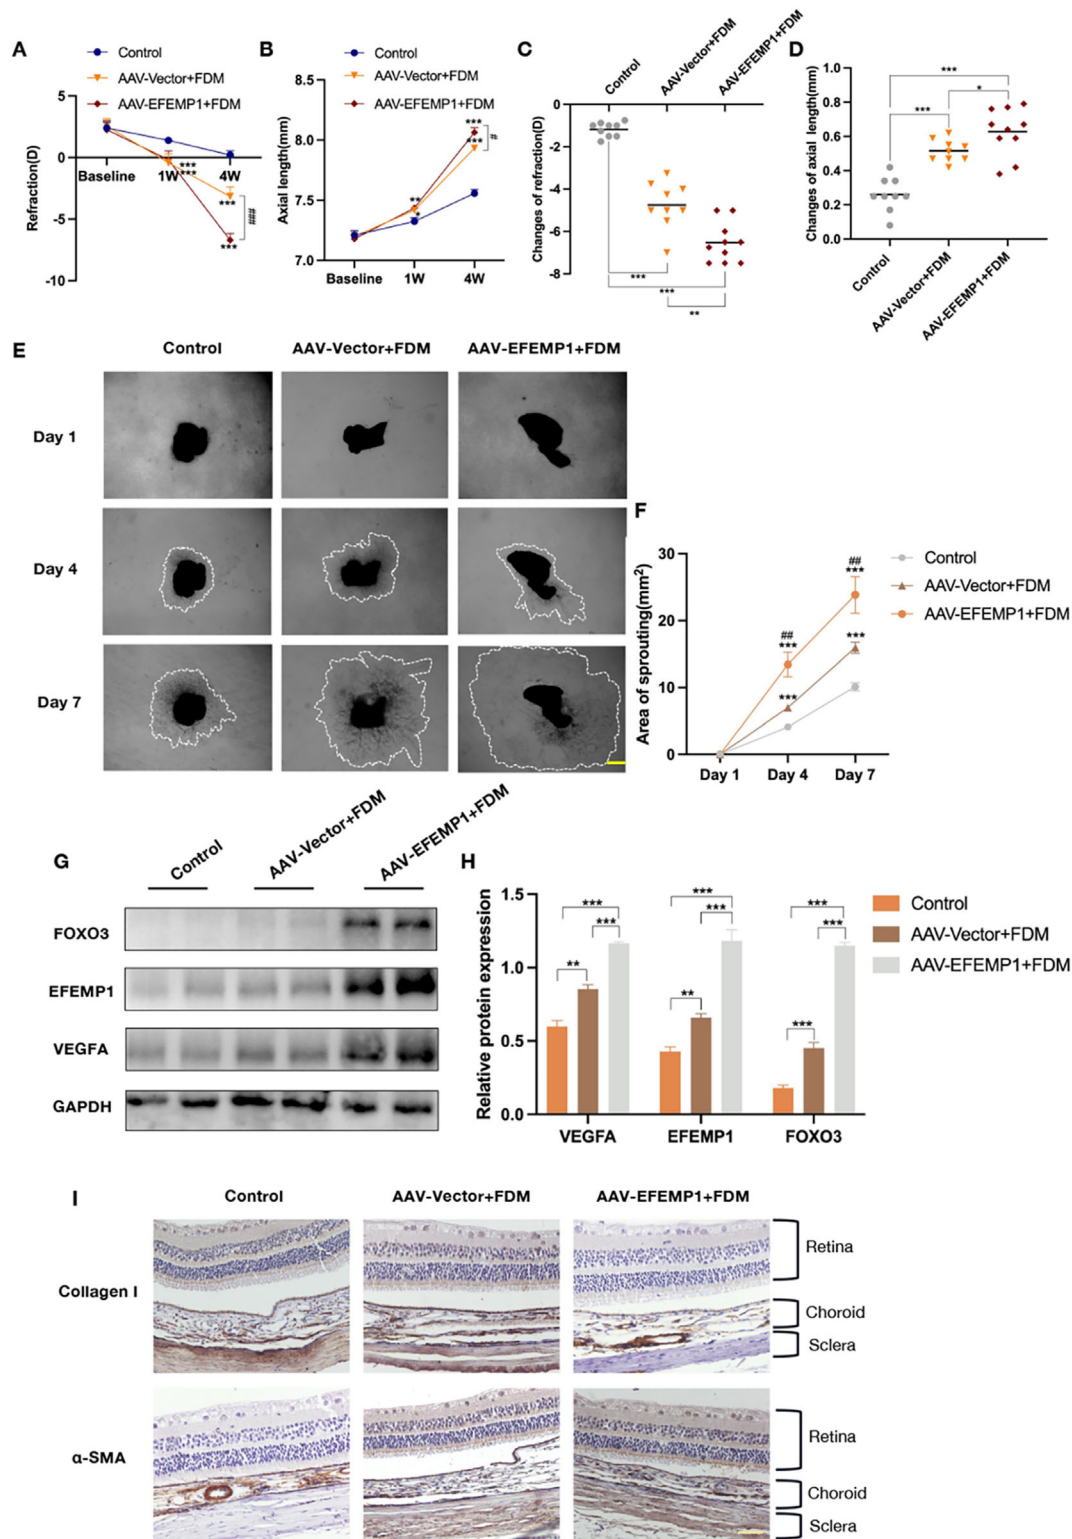 A
Control
AAV-Vector+FDM
AAV-EFEMP1+FDM
5
0
-5
-10
Refraction(D)
Baseline
1W
4W
***
***
***
***
###
B
Control
AAV-Vector+FDM
AAV-EFEMP1+FDM
8.5
8.0
7.5
7.0
Axial length(mm)
Baseline
1W
4W
**
*
***
***
#
C
Control
AAV-Vector+FDM
AAV-EFEMP1+FDM
0
-2
-4
-6
-8
Changes of refraction(D)
***
***
**
D
1.0
0.8
0.6
0.4
0.2
0.0
Changes of axial length(mm)
***
***
*
Control
AAV-Vector+FDM
AAV-EFEMP1+FDM
E
Control
AAV-Vector+FDM
AAV-EFEMP1+FDM
Day 1
Day 4
Day 7
F
30
20
10
0
Area of sprouting(mm²)
Day 1
Day 4
Day 7
##
***
***
##
***
***
Control
AAV-Vector+FDM
AAV-EFEMP1+FDM
G
Control
AAV-Vector+FDM
AAV-EFEMP1+FDM
FOXO3
EFEMP1
VEGFA
GAPDH
H
1.5
1.0
0.5
0.0
Relative protein expression
***
***
**
***
***
**
***
***
***
VEGFA
EFEMP1
FOXO3
Control
AAV-Vector+FDM
AAV-EFEMP1+FDM
I
Control
AAV-Vector+FDM
AAV-EFEMP1+FDM
Collagen I
Retina
Choroid
Sclera
α-SMA
Retina
Choroid
Sclera